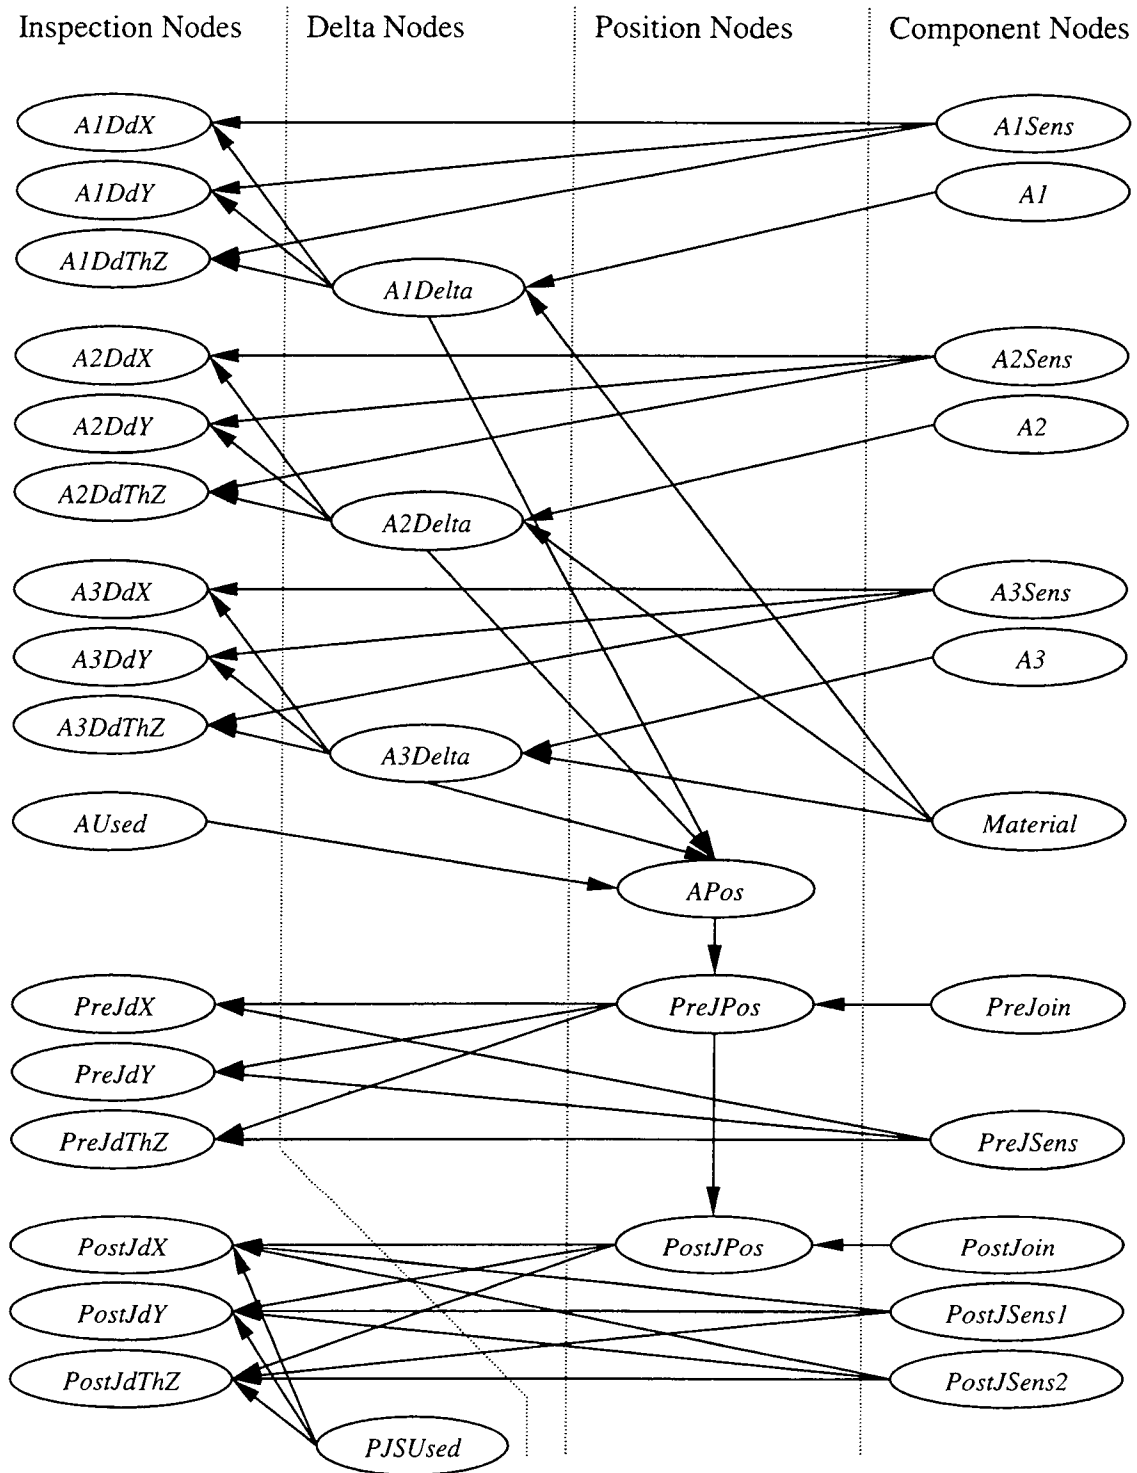 Inspection Nodes Delta Nodes Position Nodes Component Nodes
A1DdX A1Sens
A1DdY A1
A1DdThZ
A1Delta
A2DdX A2Sens
A2DdY A2
A2DdThZ
A2Delta
A3DdX A3Sens
A3DdY A3
A3DdThZ
A3Delta
AUsed Material
APos
PreJdX PreJPos PreJoin
PreJdY
PreJdThZ PreJSens
PostJdX PostJPos PostJoin
PostJdY PostJSens1
PostJdThZ PostJSens2
PJSUsed